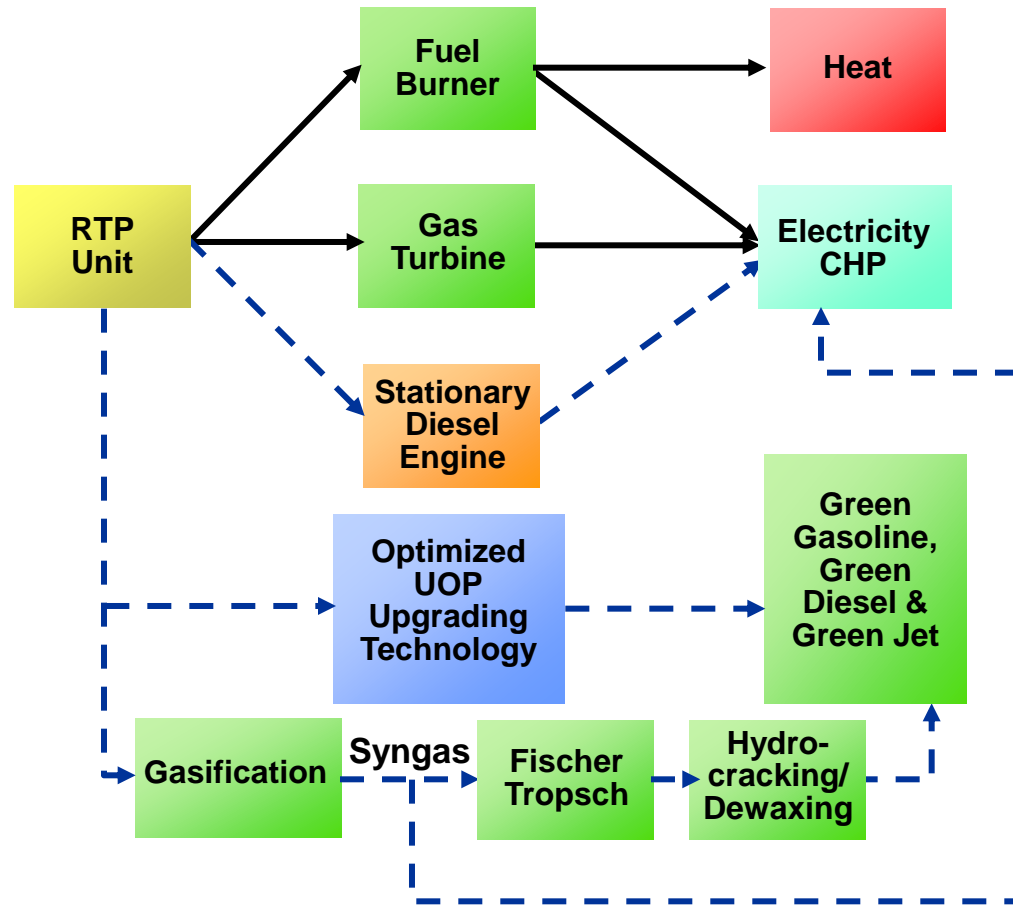 Fuel
Burner
Heat
RTP
Unit
Gas
Turbine
Electricity
CHP
Stationary
Diesel
Engine
Optimized
UOP
Upgrading
Technology
Green
Gasoline,
Green
Diesel &
Green Jet
Gasification
Syngas
Fischer
Tropsch
Hydro-
cracking/
Dewaxing